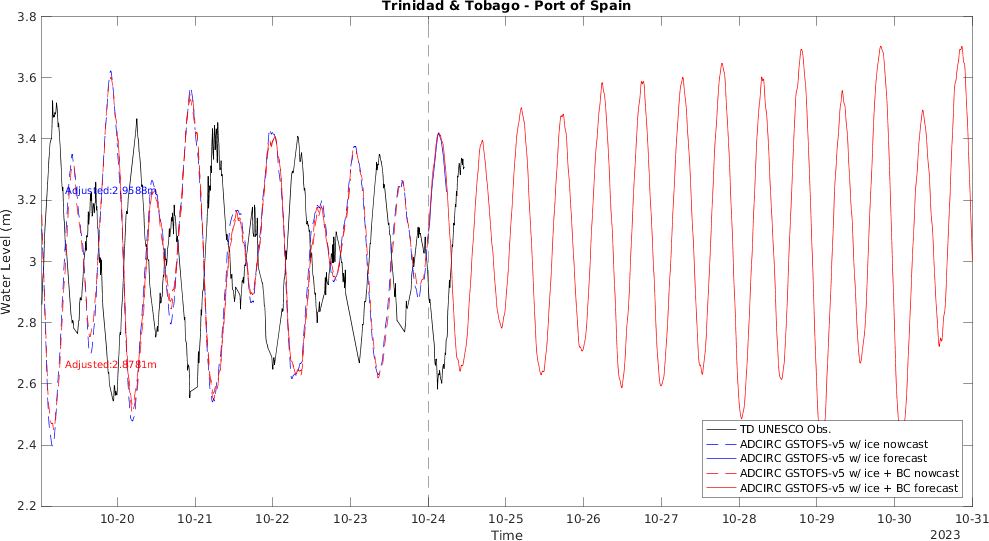 Trinidad & Tobago - Port of Spain
3.8
3.6
3.4
3.2
3
2.8
2.6
2.4
2.2
Water Level (m)
Adjusted:2.9588m
Adjusted:2.8781m
TD UNESCO Obs.
ADCIRC GSTOFS-v5 w/ ice nowcast
ADCIRC GSTOFS-v5 w/ ice forecast
ADCIRC GSTOFS-v5 w/ ice + BC nowcast
ADCIRC GSTOFS-v5 w/ ice + BC forecast
10-20 10-21 10-22 10-23 10-24 10-25 10-26 10-27 10-28 10-29 10-30 10-31
Time
2023